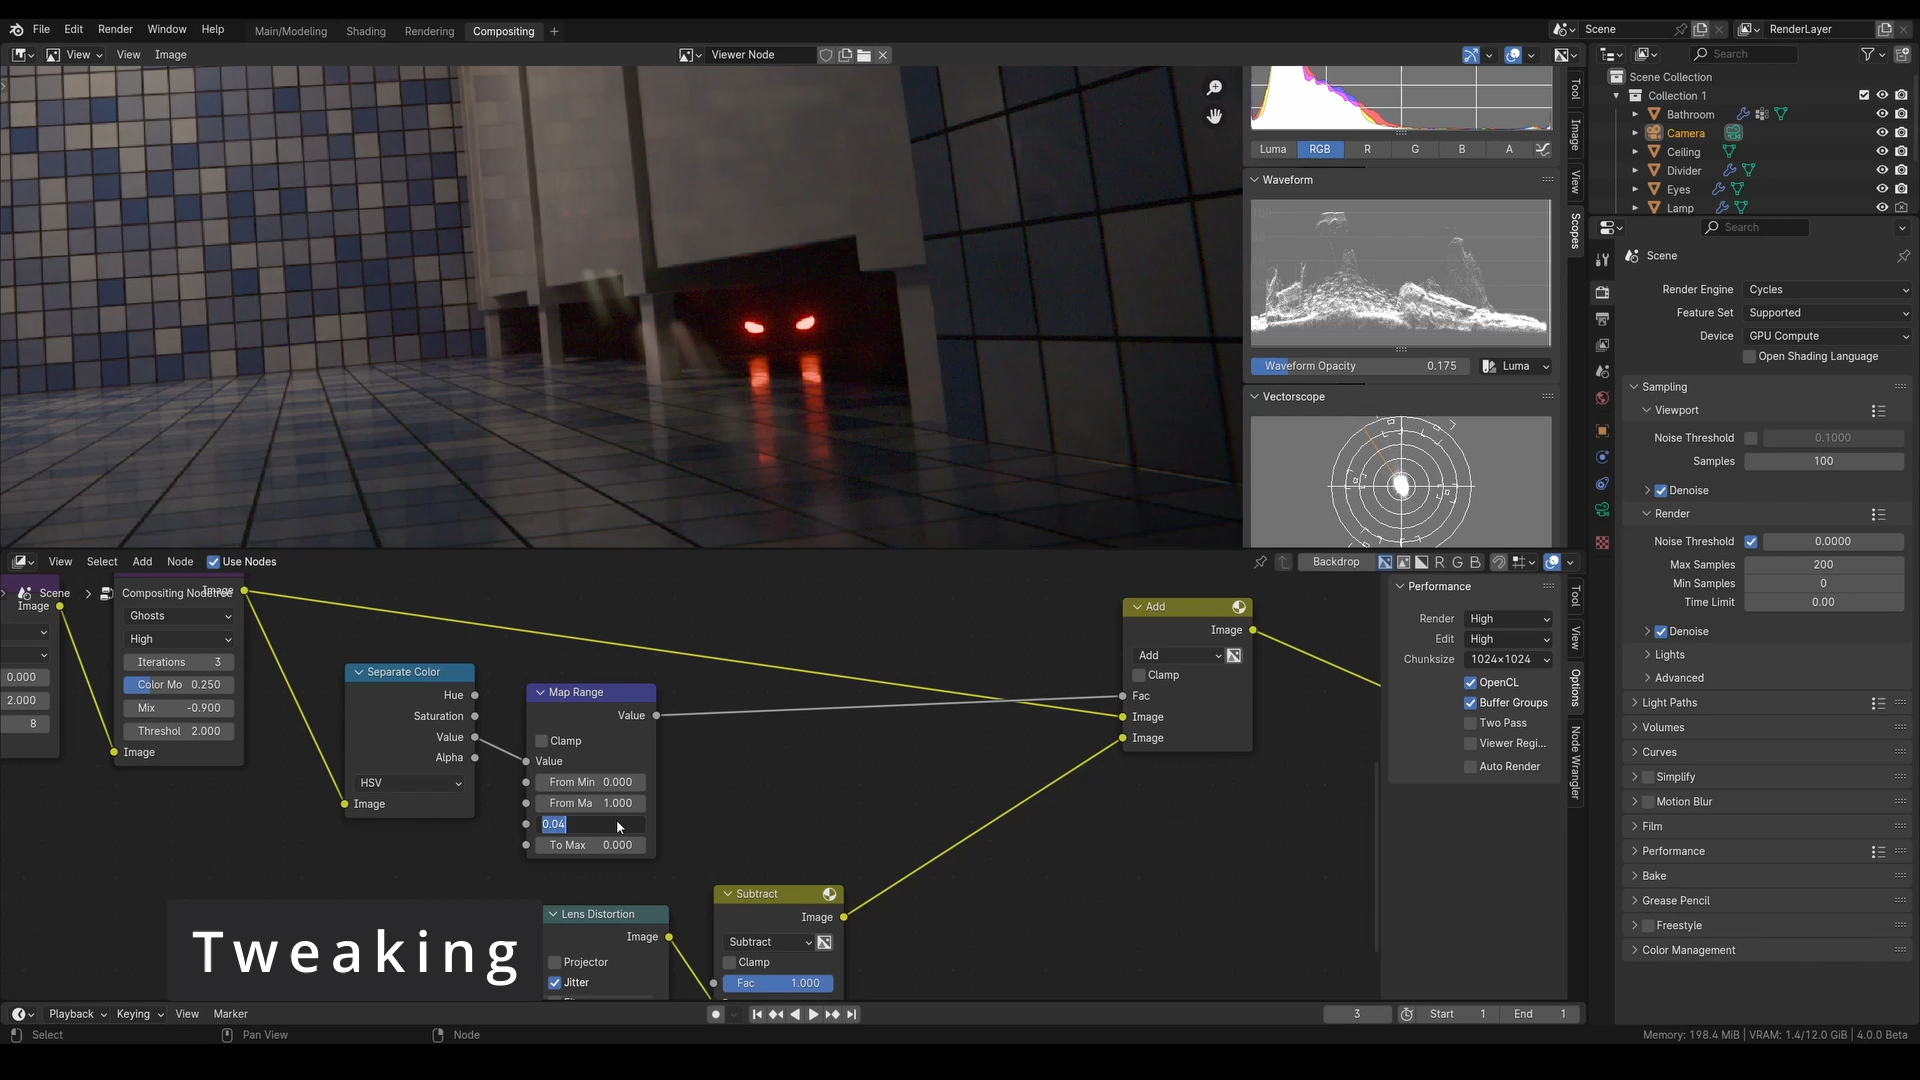 File Edit Render Window Help Main/Modeling Shading Rendering Compositing + Scene RenderLayer
View View Image Viewer Node Search
Scene Collection
Collection 1
Bathroom
Camera
Ceiling
Divider
Eyes
Lamp
Luma RGB R G B A
Waveform
Waveform Opacity 0.175 Luma
Vectorscope
Tool
Image
View
Scopes
Search
Scene
Render Engine Cycles
Feature Set Supported
Device GPU Compute
Open Shading Language
Sampling
Viewport
Noise Threshold 0.1000
Samples 100
Denoise
Render
Noise Threshold 0.0000
Max Samples 200
Min Samples 0
Time Limit 0.00
Denoise
Lights
Advanced
Light Paths
Volumes
Curves
Simplify
Motion Blur
Film
Performance
Bake
Grease Pencil
Freestyle
Color Management
View Select Add Node Use Nodes Backdrop R G B
Scene Compositing Nodetree
Image
Image
0.000
2.000
8
Ghosts
High
Iterations 3
Color Mo 0.250
Mix -0.900
Threshol 2.000
Image
Separate Color
Hue
Saturation
Value
Alpha
HSV
Image
Map Range
Value
Clamp
Value
From Min 0.000
From Ma 1.000
0.04
To Max 0.000
Add
Image
Add
Clamp
Fac
Image
Image
Subtract
Image
Subtract
Clamp
Fac 1.000
Lens Distortion
Image
Projector
Jitter
Tweaking
Performance
Render High
Edit High
Chunksize 1024×1024
OpenCL
Buffer Groups
Two Pass
Viewer Regi...
Auto Render
Tool
View
Options
Node Wrangler
Playback Keying View Marker 3 Start 1 End 1
Select Pan View Node Memory: 198.4 MiB | VRAM: 1.4/12.0 GiB | 4.0.0 Beta